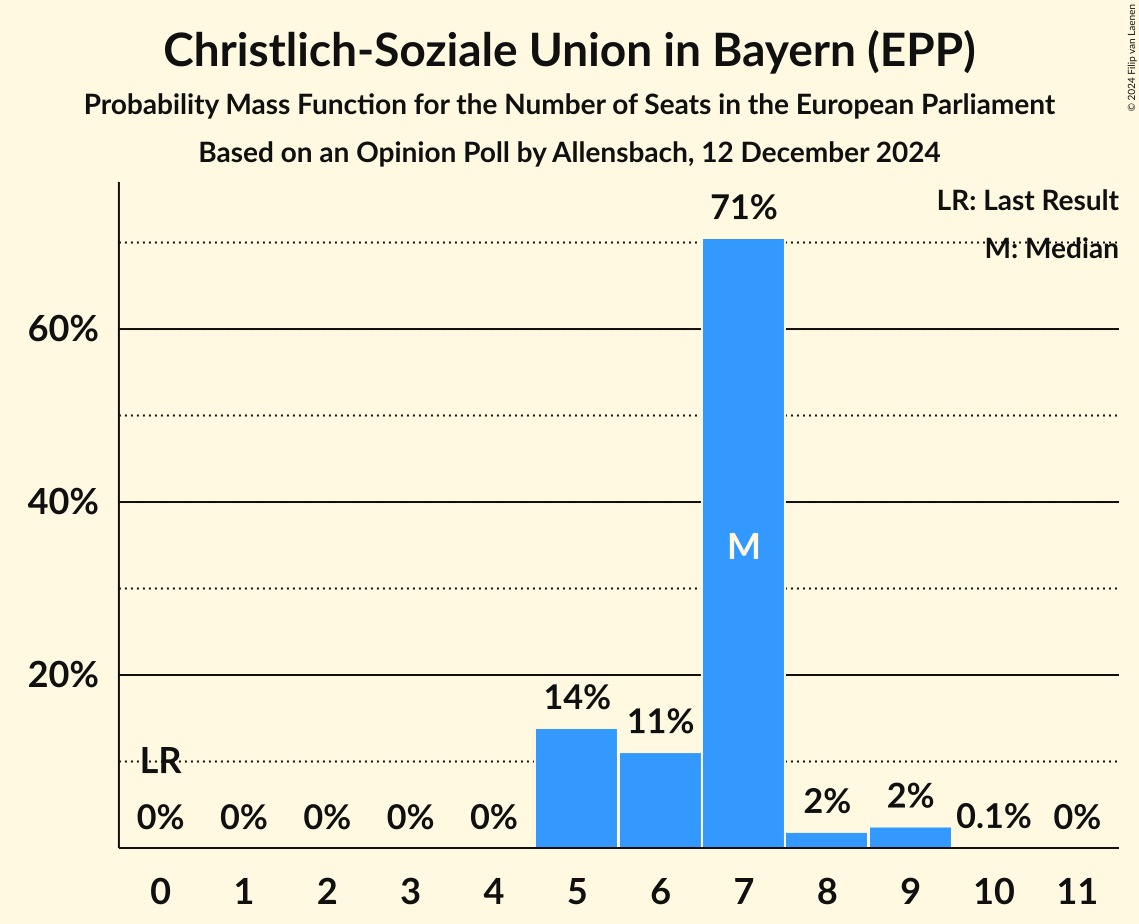 Christlich-Soziale Union in Bayern (EPP)
Probability Mass Function for the Number of Seats in the European Parliament
Based on an Opinion Poll by Allensbach, 12 December 2024
© 2024 Filip van Laenen
LR: Last Result
M: Median
71%
60%
40%
M
20%
14%
11%
LR
2%
2%
0%
0%
0%
0%
0%
0.1%
0%
0 1 2 3 4 5 6 7 8 9 10 11